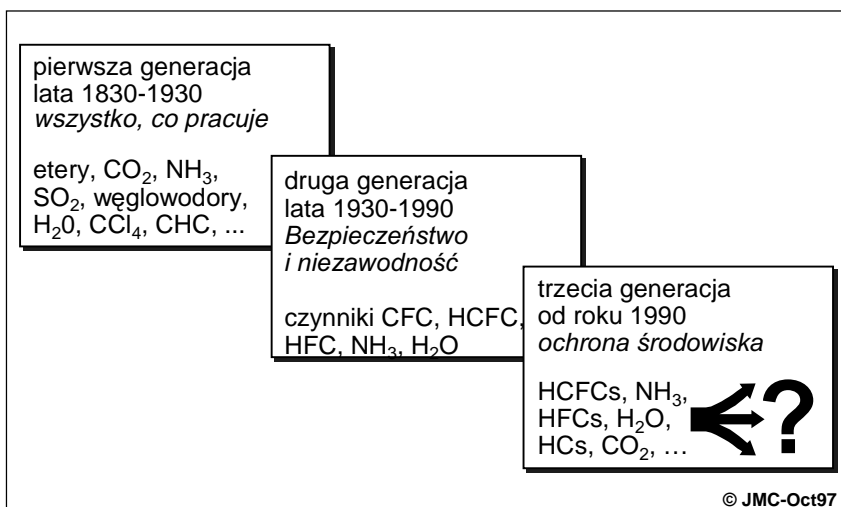 pierwsza generacja
lata 1830-1930
wszystko, co pracuje
etery, CO₂, NH₃,
SO₂, węglowodory,
H₂0, CCl₄, CHC, ...
druga generacja
lata 1930-1990
Bezpieczeństwo
i niezawodność
czynniki CFC, HCFC,
HFC, NH₃, H₂O
trzecia generacja
od roku 1990
ochrona środowiska
HCFCs, NH₃,
HFCs, H₂O,
HCs, CO₂, …
?
© JMC-Oct97